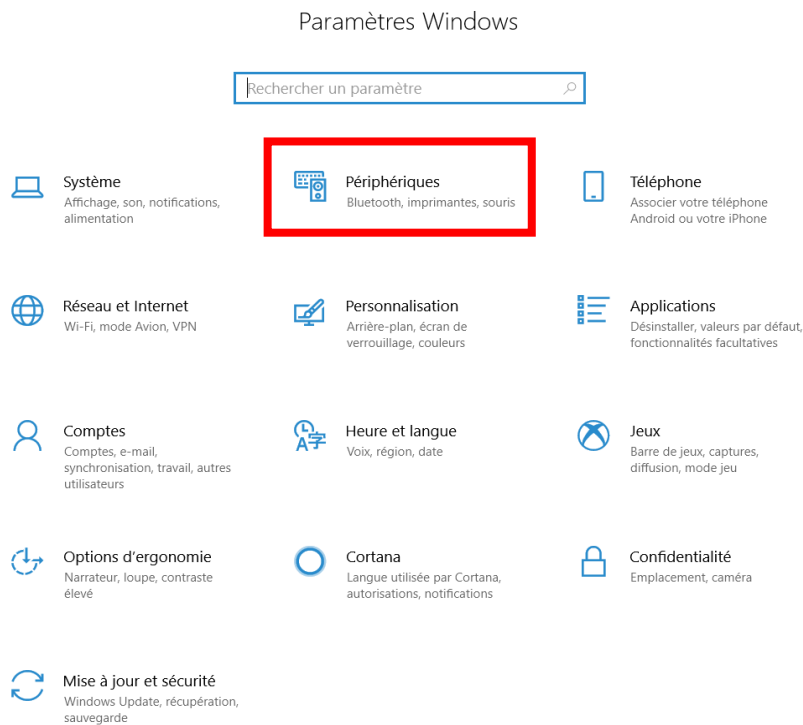 Paramètres Windows
Rechercher un paramètre
Système
Affichage, son, notifications,
alimentation
Périphériques
Bluetooth, imprimantes, souris
Téléphone
Associer votre téléphone
Android ou votre iPhone
Réseau et Internet
Wi-Fi, mode Avion, VPN
Personnalisation
Arrière-plan, écran de
verrouillage, couleurs
Applications
Désinstaller, valeurs par défaut,
fonctionnalités facultatives
Comptes
Comptes, e-mail,
synchronisation, travail, autres
utilisateurs
Heure et langue
Voix, région, date
Jeux
Barre de jeux, captures,
diffusion, mode jeu
Options d’ergonomie
Narrateur, loupe, contraste
élevé
Cortana
Langue utilisée par Cortana,
autorisations, notifications
Confidentialité
Emplacement, caméra
Mise à jour et sécurité
Windows Update, récupération,
sauvegarde